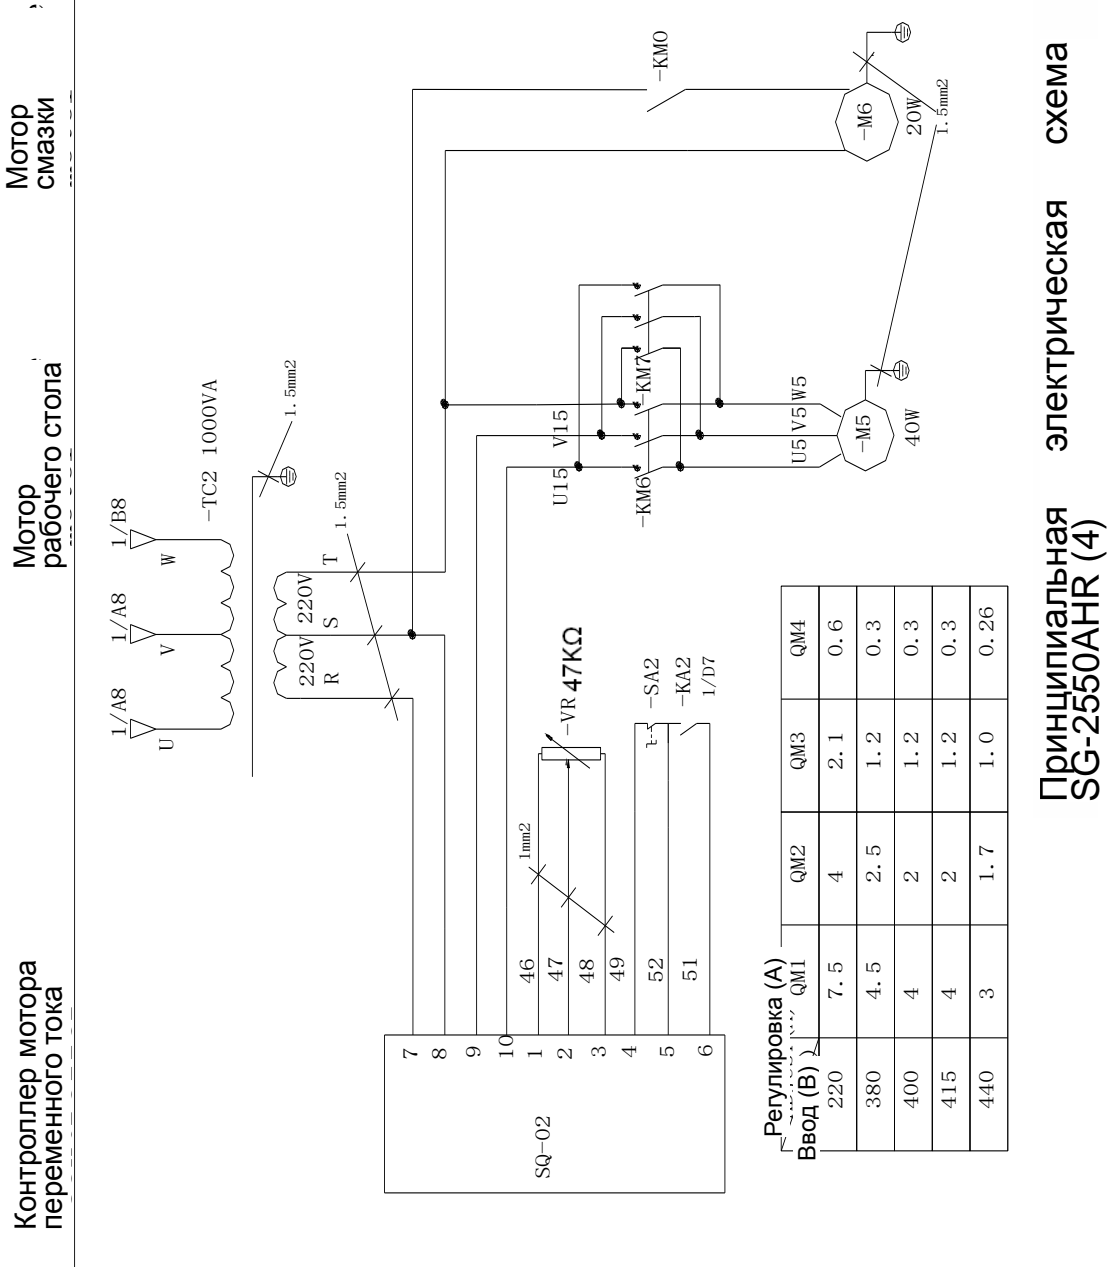 Контроллер мотора
переменного тока
Мотор
рабочего стола
Мотор
смазки
1/A8
1/A8
1/B8
U
V
W
-TC2 1000VA
1.5mm2
220V
220V
R
S
T
1.5mm2
-KM0
-M6
20W
1.5mm2
-KM7
U15
V15
-KM6
U5
V5
W5
-M5
40W
-VR 47KΩ
1mm2
-SA2
-KA2
1/D7
46
47
48
49
52
51
7
8
9
10
1
2
3
4
5
6
SQ-02
Регулировка (А)
Ввод (В)
QM1 QM2 QM3 QM4
220 7.5 4 2.1 0.6
380 4.5 2.5 1.2 0.3
400 4 2 1.2 0.3
415 4 2 1.2 0.3
440 3 1.7 1.0 0.26
Принципиальная электрическая схема
SG-2550AHR (4)